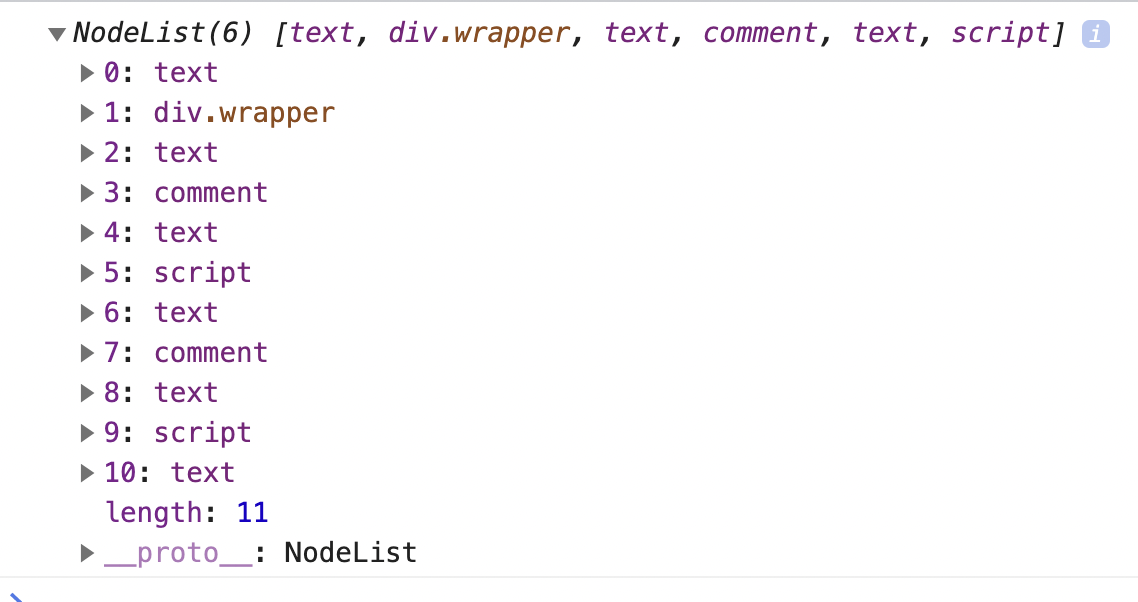 NodeList(6) [text, div.wrapper, text, comment, text, script] i
0: text
1: div.wrapper
2: text
3: comment
4: text
5: script
6: text
7: comment
8: text
9: script
10: text
length: 11
__proto__: NodeList